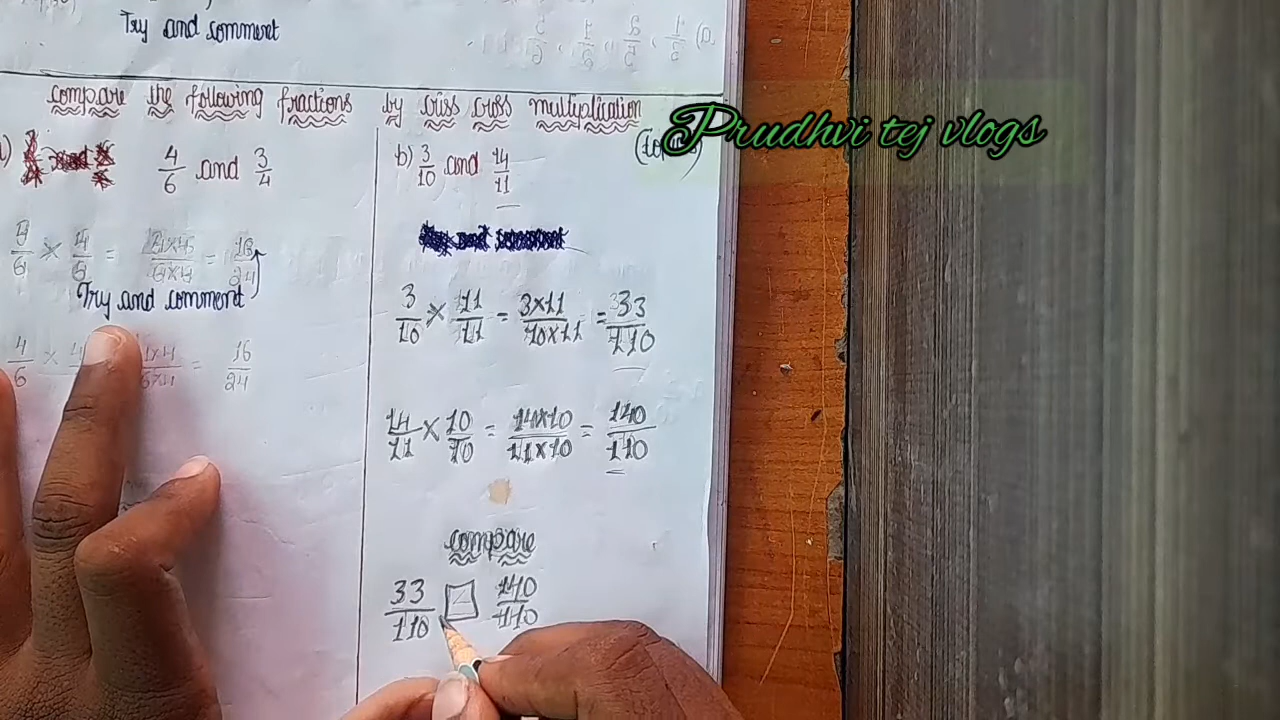 Try and comment
compare the following fractions by criss cross multiplication
Prudhvi tej vlogs
4/6 and 3/4
Try and comment
16/24
b) 3/10 and 14/11
3/10 × 11/11 = 3×11/10×11 = 33/110
14/11 × 10/10 = 14×10/11×10 = 140/110
compare
33/110 □ 140/110